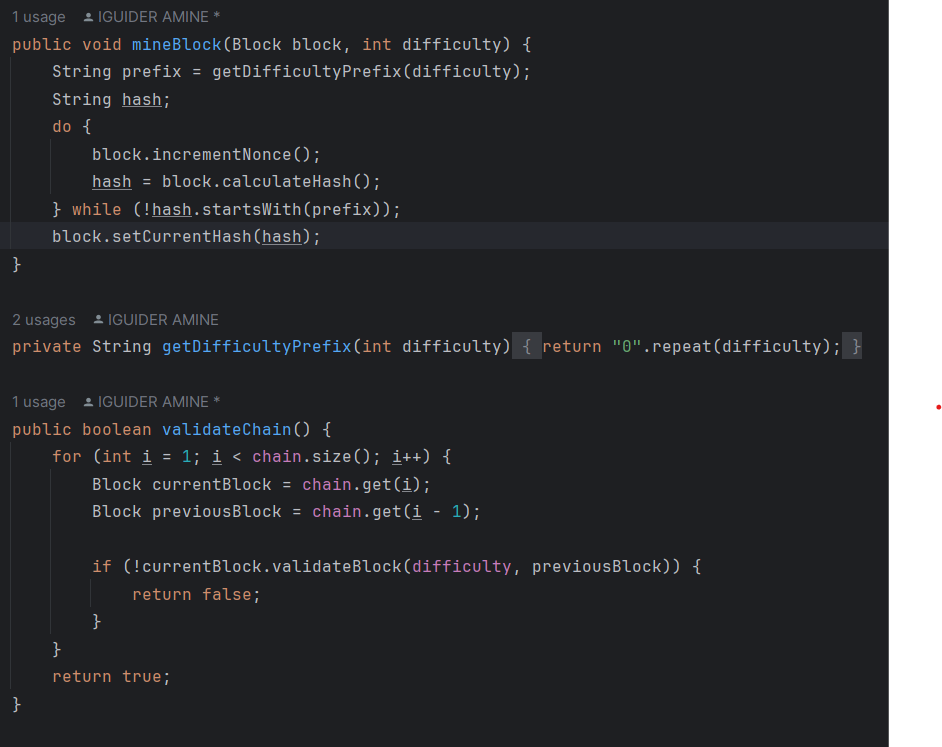 1 usage IGUIDER AMINE *
public void mineBlock(Block block, int difficulty) {
String prefix = getDifficultyPrefix(difficulty);
String hash;
do {
block.incrementNonce();
hash = block.calculateHash();
} while (!hash.startsWith(prefix));
block.setCurrentHash(hash);
}
2 usages IGUIDER AMINE
private String getDifficultyPrefix(int difficulty) { return "0".repeat(difficulty); }
1 usage IGUIDER AMINE *
public boolean validateChain() {
for (int i = 1; i < chain.size(); i++) {
Block currentBlock = chain.get(i);
Block previousBlock = chain.get(i - 1);
if (!currentBlock.validateBlock(difficulty, previousBlock)) {
return false;
}
}
return true;
}